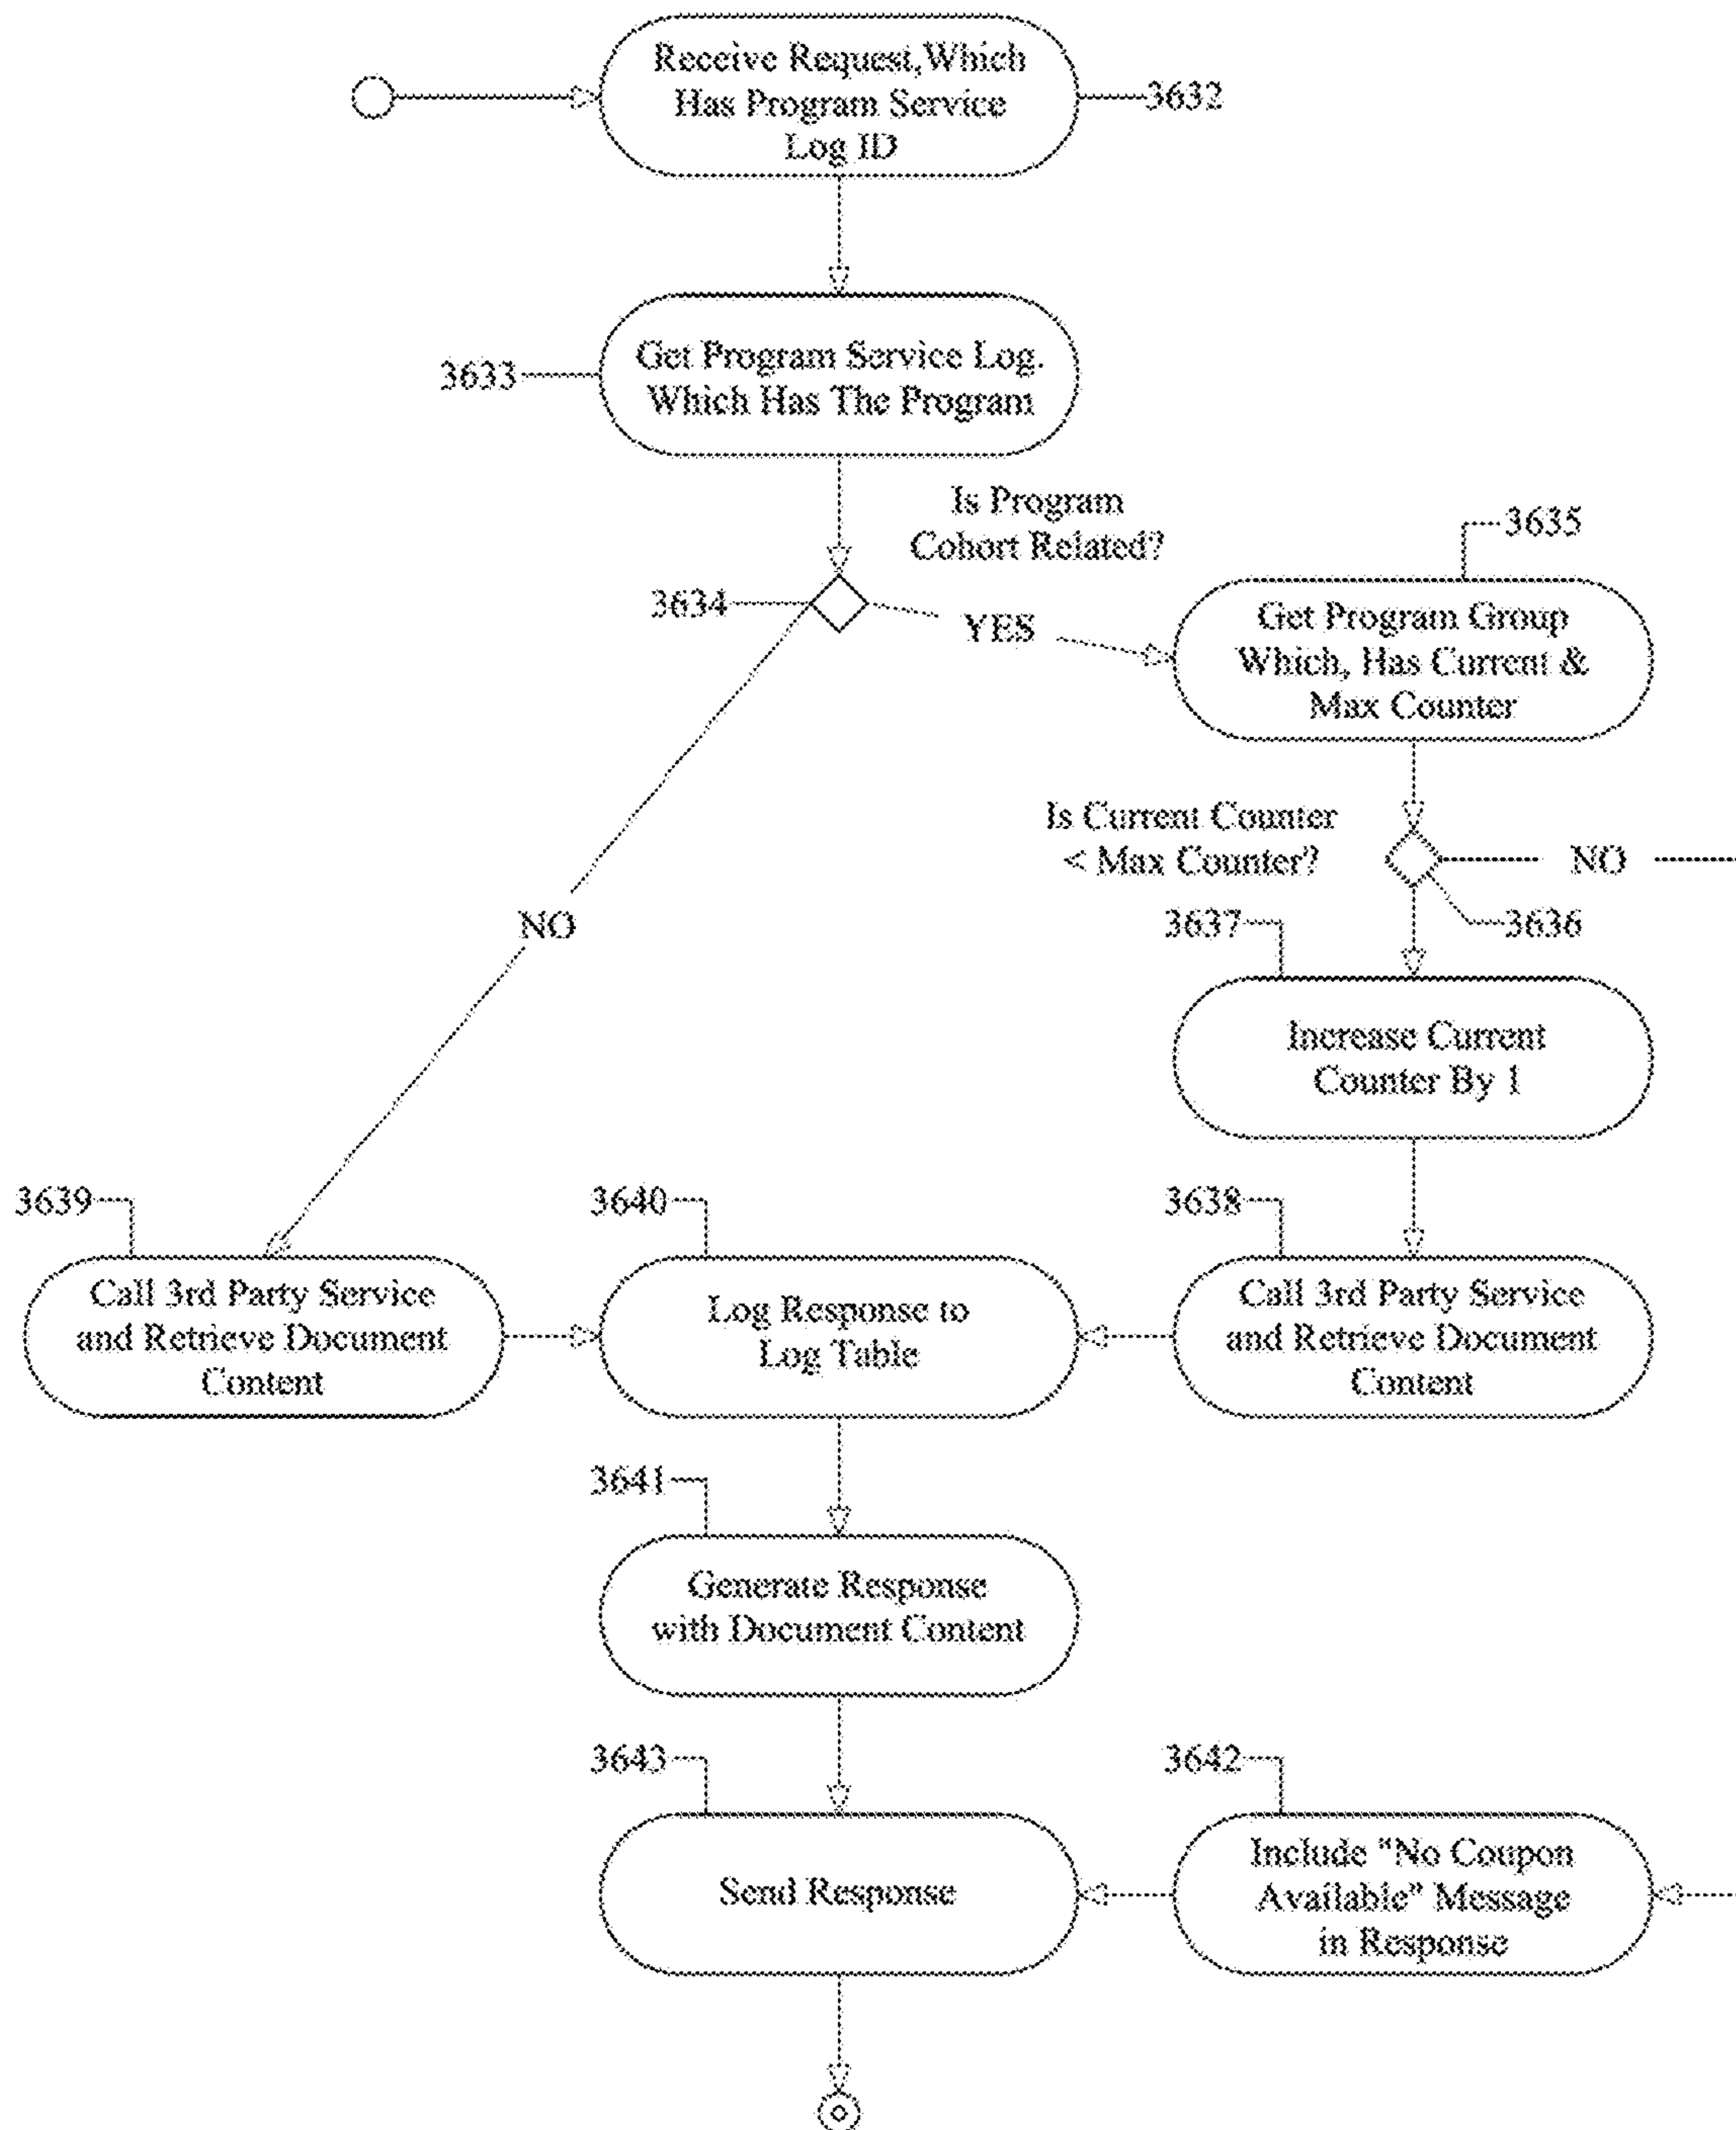 Receive Request,Which
Has Program Service
Log ID
3632
Get Program Service Log.
Which Has The Program
3633
Is Program
Cohort Related?
3634
YES
3635
Get Program Group
Which, Has Current &
Max Counter
Is Current Counter
< Max Counter?
NO
3636
NO
3637
Increase Current
Counter By 1
3639
3640
3638
Call 3rd Party Service
and Retrieve Document
Content
Log Response to
Log Table
Call 3rd Party Service
and Retrieve Document
Content
3641
Generate Response
with Document Content
3643
3642
Send Response
Include "No Coupon
Available" Message
in Response